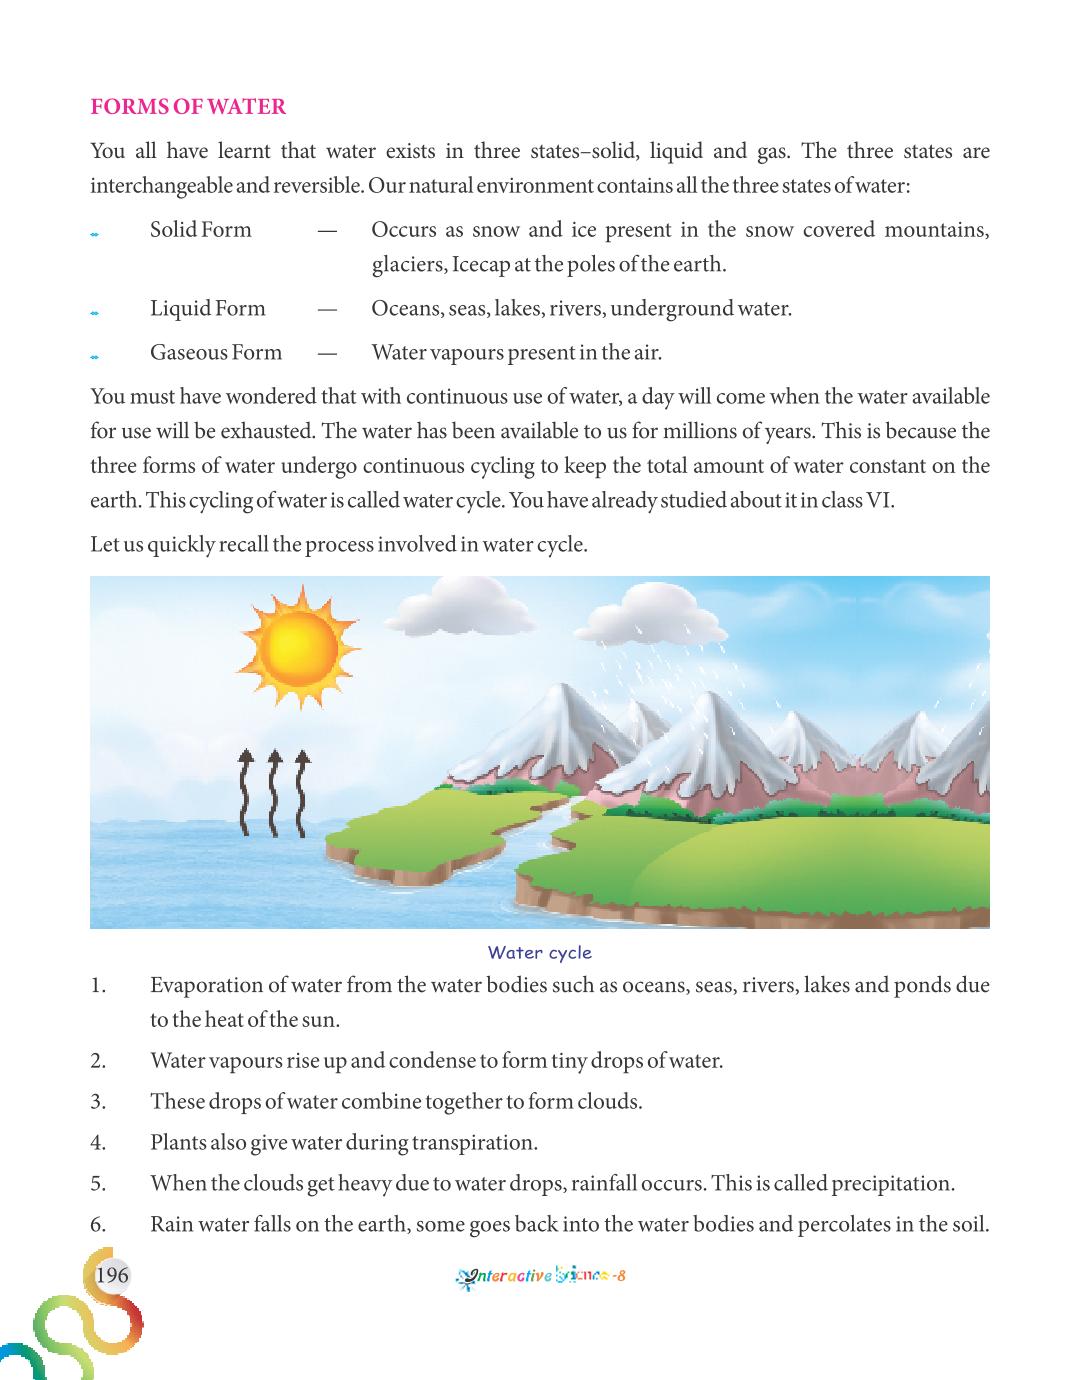 FORMS OF WATER
You all have learnt that water exists in three states–solid, liquid and gas. The three states are
interchangeable and reversible. Our natural environment contains all the three states of water:
Solid Form — Occurs as snow and ice present in the snow covered mountains,
glaciers, Icecap at the poles of the earth.
Liquid Form — Oceans, seas, lakes, rivers, underground water.
Gaseous Form — Water vapours present in the air.
You must have wondered that with continuous use of water, a day will come when the water available
for use will be exhausted. The water has been available to us for millions of years. This is because the
three forms of water undergo continuous cycling to keep the total amount of water constant on the
earth. This cycling of water is called water cycle. You have already studied about it in class VI.
Let us quickly recall the process involved in water cycle.
Water cycle
1. Evaporation of water from the water bodies such as oceans, seas, rivers, lakes and ponds due
to the heat of the sun.
2. Water vapours rise up and condense to form tiny drops of water.
3. These drops of water combine together to form clouds.
4. Plants also give water during transpiration.
5. When the clouds get heavy due to water drops, rainfall occurs. This is called precipitation.
6. Rain water falls on the earth, some goes back into the water bodies and percolates in the soil.
196
Interactive Science-8